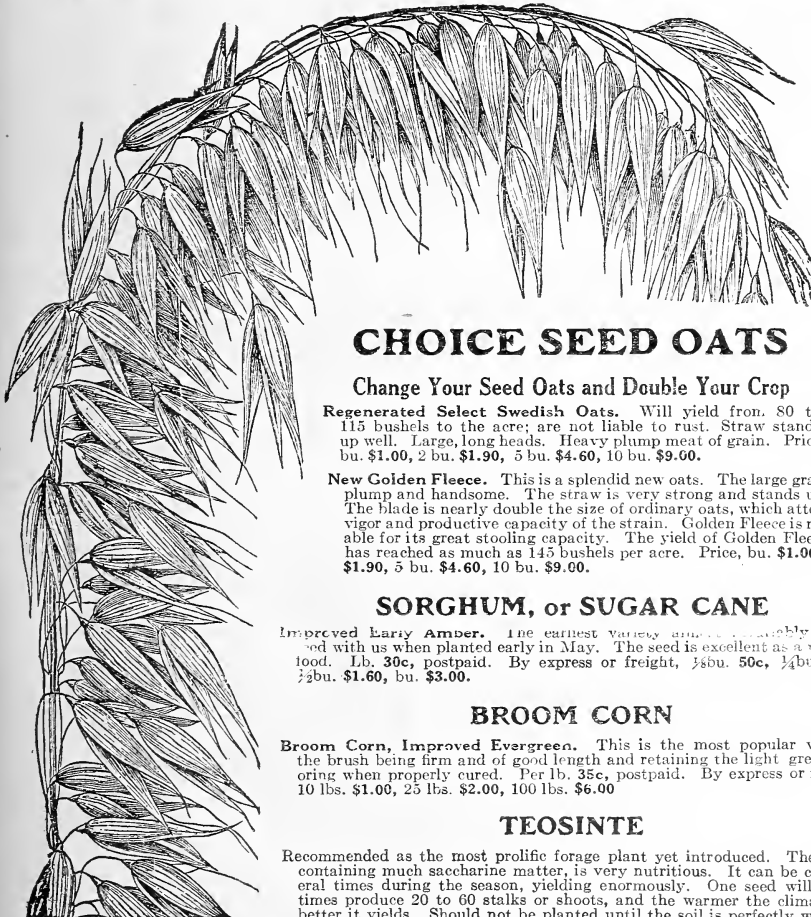 CHOICE SEED OATS
Change Your Seed Oats and Double Your Crop
Regenerated Select Swedish Oats. Will yield from 80
115 bushels to the acre; are not liable to rust. Straw stand
up well. Large, long heads. Heavy plump meat of grain. Pri
bu. $1.00, 2 bu. $1.90, 5 bu. $4.60, 10 bu. $9.00.
New Golden Fleece. This is a splendid new oats. The large gra
plump and handsome. The straw is very strong and stands u
The blade is nearly double the size of ordinary oats, which atte
vigor and productive capacity of the strain. Golden Fleece is r
able for its great stooling capacity. The yield of Golden Flee
has reached as much as 145 bushels per acre. Price, bu. $1.0
$1.90, 5 bu. $4.60, 10 bu. $9.00.
SORGHUM, or SUGAR CANE
Improved Early Amber. The earliest variety
with us when planted early in May. The seed is excellent as a
food. Lb. 30c, postpaid. By express or freight, ⅛bu. 50c, ¼bu
½bu. $1.60, bu. $3.00.
BROOM CORN
Broom Corn, Improved Evergreen. This is the most popular v
the brush being firm and of good length and retaining the light gre
oring when properly cured. Per lb. 35c, postpaid. By express or
10 lbs. $1.00, 25 lbs. $2.00, 100 lbs. $6.00
TEOSINTE
Recommended as the most prolific forage plant yet introduced. The
containing much saccharine matter, is very nutritious. It can be c
eral times during the season, yielding enormously. One seed will
times produce 20 to 60 stalks or shoots, and the warmer the clim
better it yields. Should not be planted until the soil is perfectly